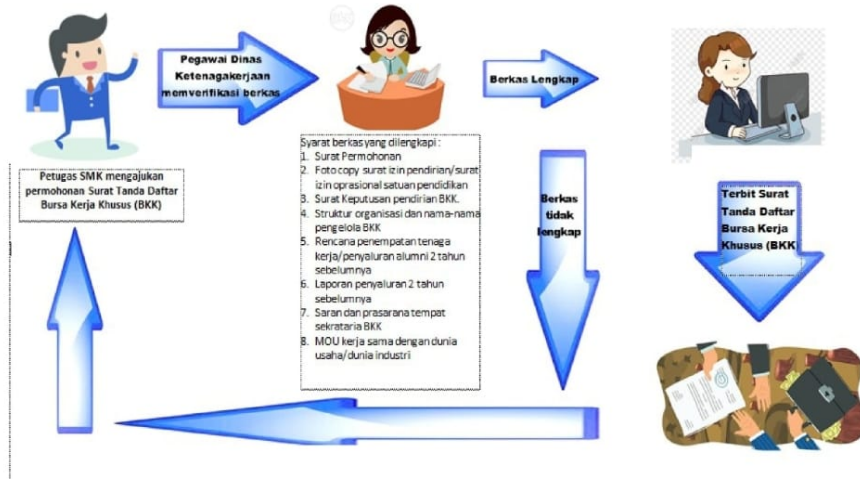 BKK
Pegawai Dinas
Ketenagakerjaan
memverifikasi berkas
Berkas Lengkap
Petugas SMK mengajukan
permohonan Surat Tanda Daftar
Bursa Kerja Khusus (BKK)
Syarat berkas yang dilengkapi :
1. Surat Permohonan
2. Foto copy surat izin pendirian/surat
izin oprasional satuan pendidikan
3. Surat Keputusan pendirian BKK.
4. Struktur organisasi dan nama-nama
pengelola BKK
5. Rencana penempatan tenaga
kerja/penyaluran alumni 2 tahun
sebelumnya
6. Laporan penyaluran 2 tahun
sebelumnya
7. Saran dan prasarana tempat
sekrataria BKK
8. MOU kerja sama dengan dunia
usaha/dunia industri
Berkas
tidak
lengkap
Terbit Surat
Tanda Daftar
Bursa Kerja
Khusus (BKK